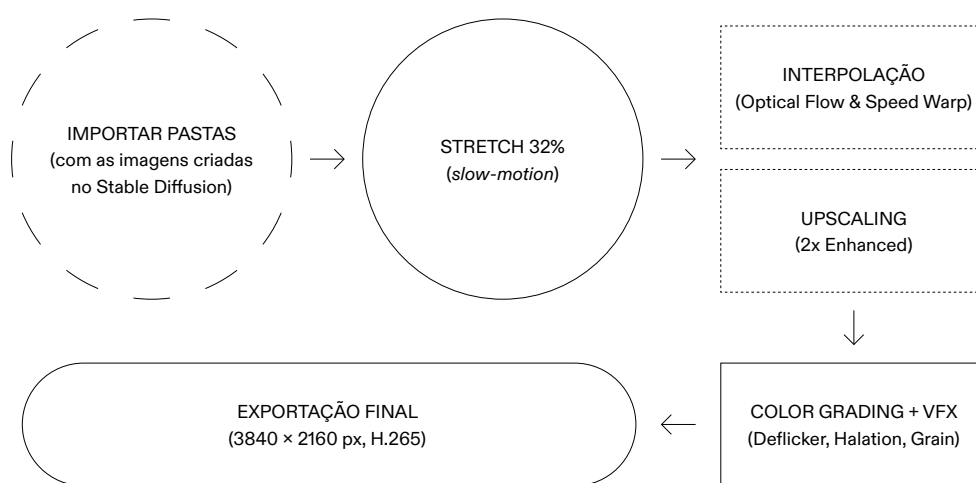 IMPORTAR PASTAS
(com as imagens criadas
no Stable Diffusion)
STRETCH 32%
(slow-motion)
INTERPOLAÇÃO
(Optical Flow & Speed Warp)
UPSCALING
(2x Enhanced)
COLOR GRADING + VFX
(Deflicker, Halation, Grain)
EXPORTAÇÃO FINAL
(3840 × 2160 px, H.265)